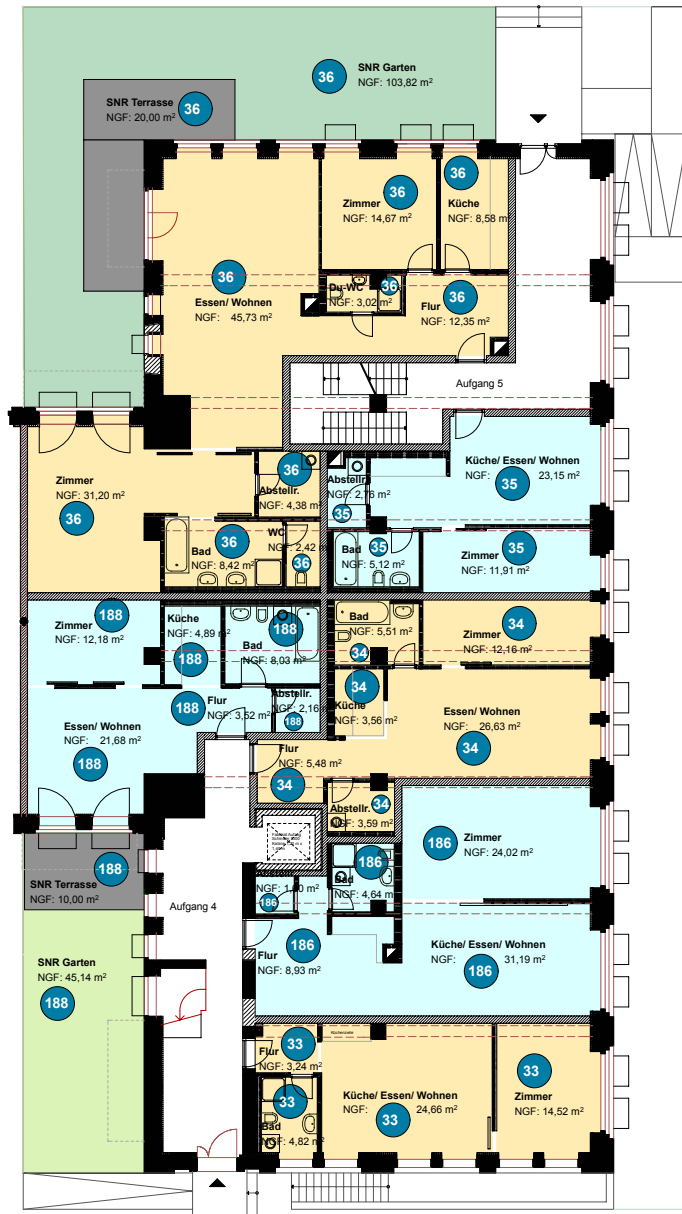 36
SNR Garten
NGF: 103,82 m²
SNR Terrasse
36
NGF: 20,00 m²
36
Zimmer
NGF: 14,67 m²
36
Küche
NGF: 8,58 m²
36
Essen/ Wohnen
NGF: 45,73 m²
Du-WC
36
NGF: 3,02 m²
36
Flur
NGF: 12,35 m²
Aufgang 5
Zimmer
NGF: 31,20 m²
36
36
Abstellr.
NGF: 4,38 m²
36
Bad
NGF: 8,42 m²
WC
NGF: 2,42 m²
36
Abstellr.
NGF: 2,76 m²
35
Küche/ Essen/ Wohnen
NGF: 23,15 m²
35
Bad
35
NGF: 5,12 m²
35
Zimmer
NGF: 11,91 m²
188
Zimmer
NGF: 12,18 m²
Küche
NGF: 4,89 m²
188
188
Bad
NGF: 8,03 m²
Bad
NGF: 5,51 m²
34
34
Zimmer
NGF: 12,16 m²
188
Flur
NGF: 3,52 m²
Abstellr.
NGF: 2,16 m²
188
34
Küche
NGF: 3,56 m²
Essen/ Wohnen
NGF: 26,63 m²
34
Essen/ Wohnen
NGF: 21,68 m²
188
Flur
NGF: 5,48 m²
34
34
Abstellr.
NGF: 3,59 m²
188
SNR Terrasse
NGF: 10,00 m²
Aufgang 4
186
Zimmer
NGF: 24,02 m²
186
Bad
NGF: 4,64 m²
186
186
Flur
NGF: 8,93 m²
Küche/ Essen/ Wohnen
NGF: 31,19 m²
186
SNR Garten
NGF: 45,14 m²
188
Küchenzeile
Flur
33
NGF: 3,24 m²
33
Bad
NGF: 4,82 m²
Küche/ Essen/ Wohnen
NGF: 24,66 m²
33
33
Zimmer
NGF: 14,52 m²